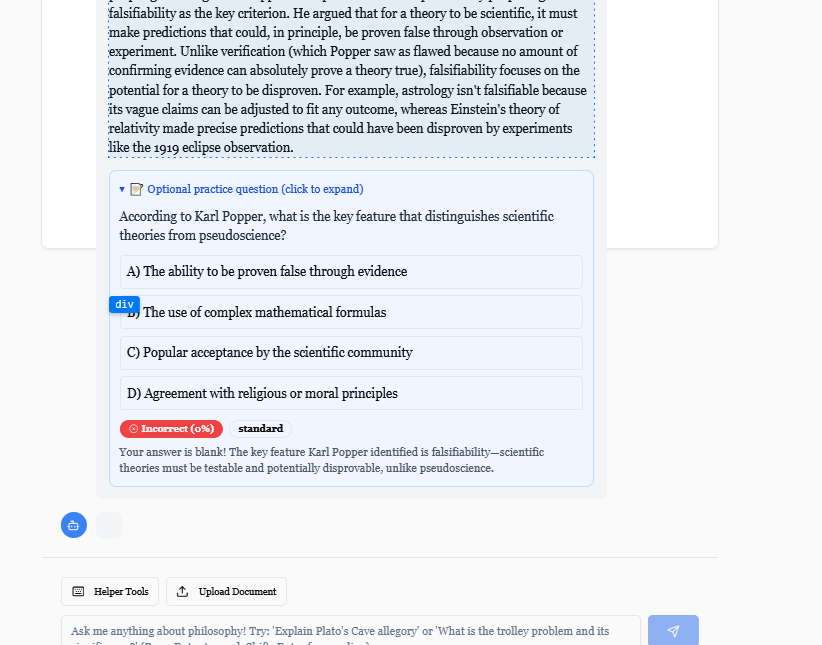 falsifiability as the key criterion. He argued that for a theory to be scientific, it must
make predictions that could, in principle, be proven false through observation or
experiment. Unlike verification (which Popper saw as flawed because no amount of
confirming evidence can absolutely prove a theory true), falsifiability focuses on the
potential for a theory to be disproven. For example, astrology isn't falsifiable because
its vague claims can be adjusted to fit any outcome, whereas Einstein's theory of
relativity made precise predictions that could have been disproven by experiments
like the 1919 eclipse observation.
▾ 📝 Optional practice question (click to expand)
According to Karl Popper, what is the key feature that distinguishes scientific
theories from pseudoscience?
A) The ability to be proven false through evidence
div
B) The use of complex mathematical formulas
C) Popular acceptance by the scientific community
D) Agreement with religious or moral principles
Incorrect (0%) standard
Your answer is blank! The key feature Karl Popper identified is falsifiability—scientific
theories must be testable and potentially disprovable, unlike pseudoscience.
Helper Tools Upload Document
Ask me anything about philosophy! Try: 'Explain Plato's Cave allegory' or 'What is the trolley problem and its